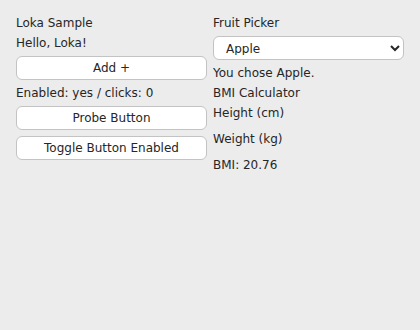 Loka Sample
Hello, Loka!
Add +
Enabled: yes / clicks: 0
Probe Button
Toggle Button Enabled
Fruit Picker
Apple
You chose Apple.
BMI Calculator
Height (cm)
Weight (kg)
BMI: 20.76